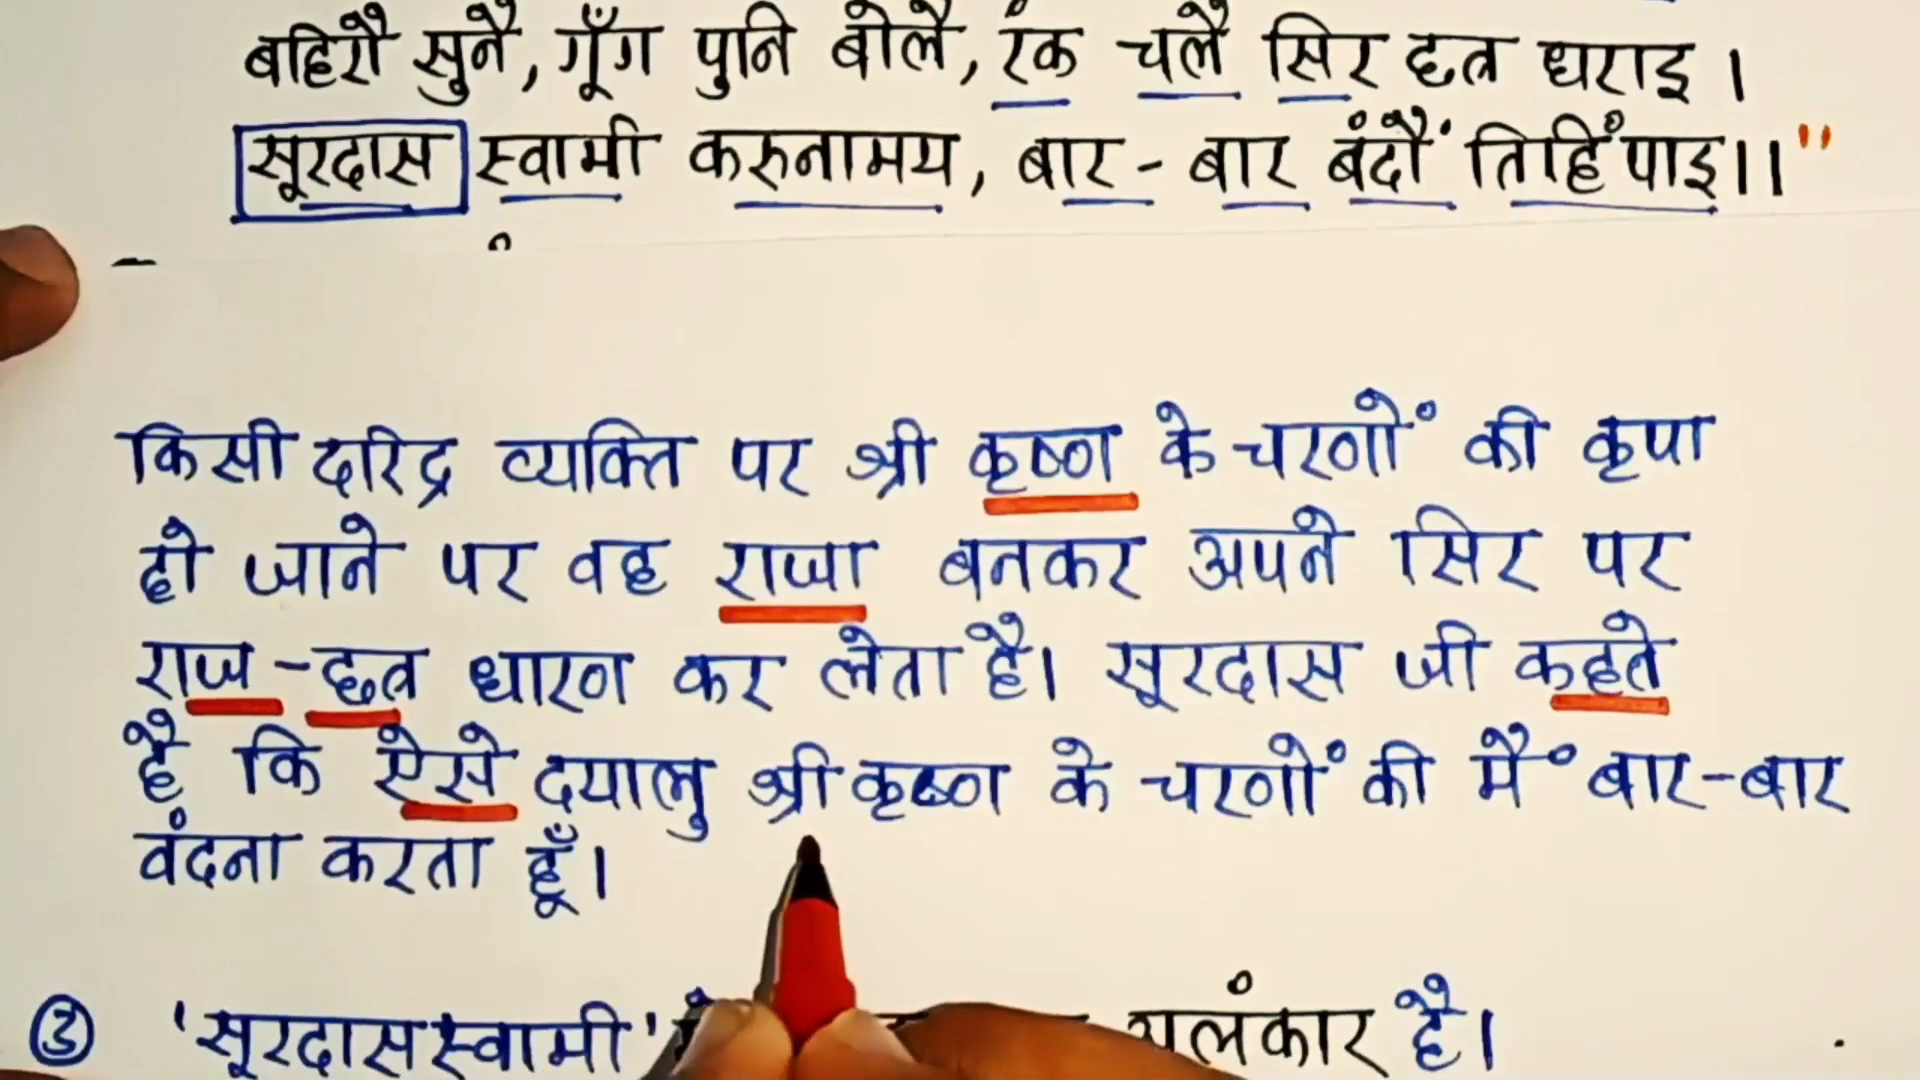 बहिरौ सुनै, गूँग पुनि बोलै, रंक चलै सिर छत्र धराइ ।
सूरदास स्वामी करुनामय, बार - बार बंदौं तिहिं पाइ।।"
किसी दरिद्र व्यक्ति पर श्री कृष्ण के चरणों की कृपा
हो जाने पर वह राजा बनकर अपने सिर पर
राज - छत्र धारण कर लेता है। सूरदास जी कहते
है कि ऐसे दयालु श्री कृष्ण के चरणों की मैं बार-बार
वंदना करता हूँ।
③ 'सूरदास स्वामी' है।